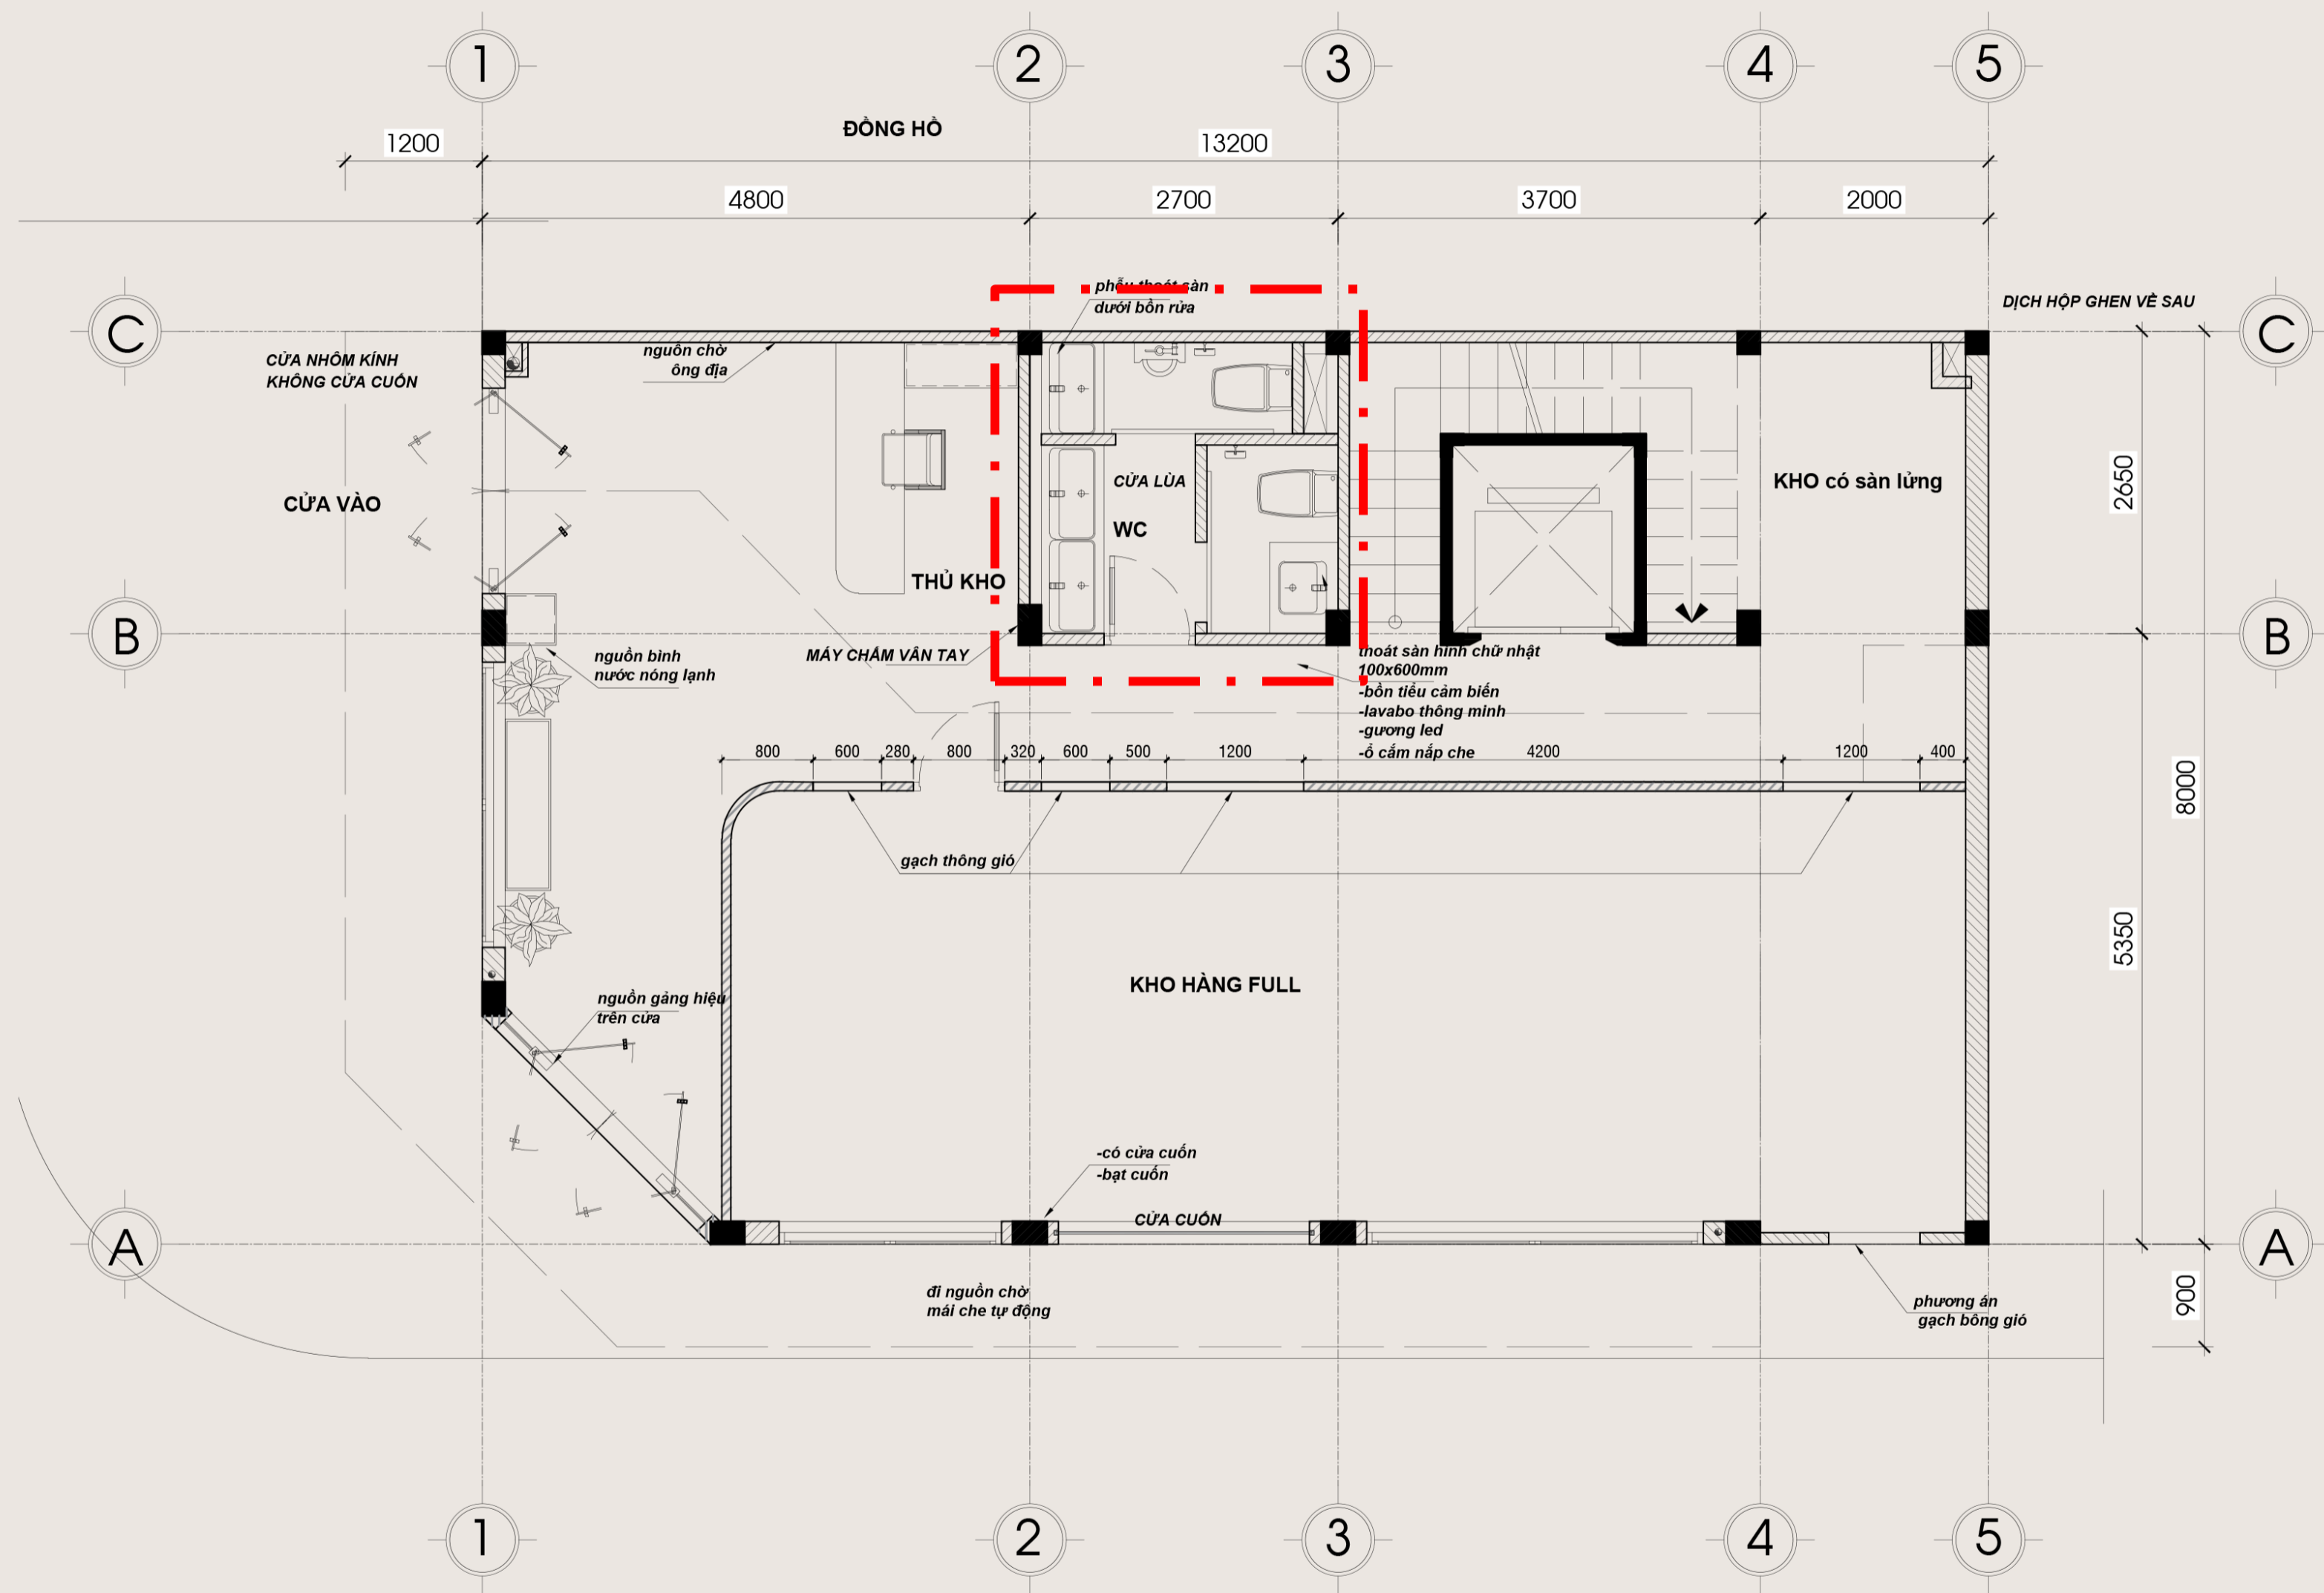 1
2
3
4
5
ĐỒNG HỒ
1200
13200
4800
2700
3700
2000
C
C
DỊCH HỘP GHEN VỀ SAU
phễu thoát sàn
dưới bồn rửa
CỬA NHÔM KÍNH
KHÔNG CỬA CUỐN
nguồn chờ
ông địa
CỬA VÀO
CỬA LÙA
WC
KHO có sàn lửng
2650
THỦ KHO
B
B
MÁY CHẤM VÂN TAY
nguồn bình
nước nóng lạnh
thoát sàn hình chữ nhật
100x600mm
-bồn tiểu cảm biến
-lavabo thông minh
-gương led
-ổ cắm nắp che
800
600
280
800
320
600
500
1200
4200
1200
400
8000
gạch thông gió
5350
KHO HÀNG FULL
nguồn gảng hiệu
trên cửa
-có cửa cuốn
-bạt cuốn
CỬA CUỐN
A
A
đi nguồn chờ
mái che tự động
phương án
gạch bông gió
900
1
2
3
4
5